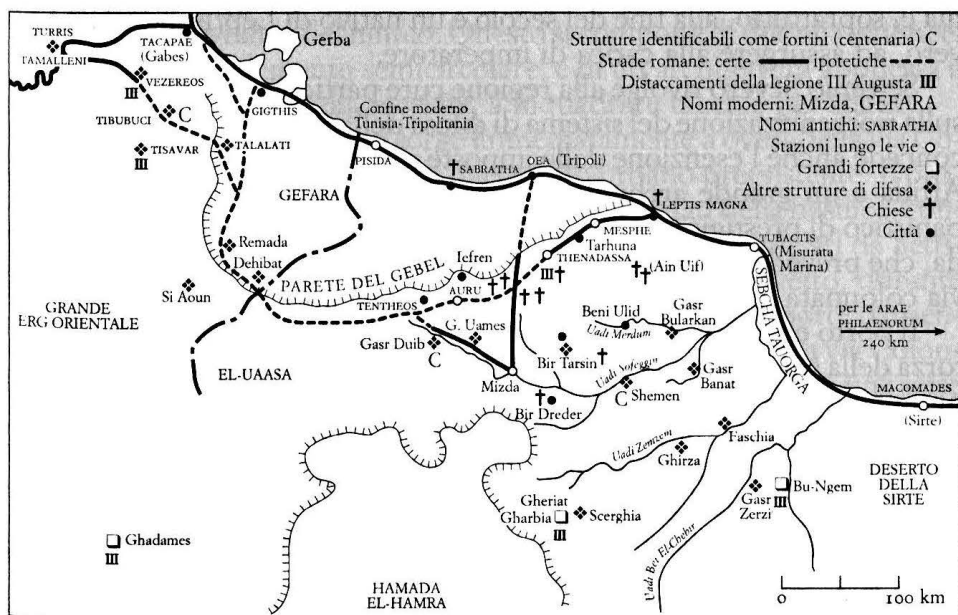 Strutture identificabili come fortini (centenaria) C
Strade romane: certe ipotetiche
Distaccamenti della legione III Augusta III
Nomi moderni: Mizda, GEFARA
Nomi antichi: SABRATHA
Stazioni lungo le vie
Grandi fortezze
Altre strutture di difesa
Chiese
Città
TURRIS
TAMALLENI
TACAPAE
(Gabes)
Gerba
VEZEREOS
III
TIBUBUCI
C
GIGTHIS
TISAVAR
III
TALALATI
Confine moderno
Tunisia-Tripolitania
PISIDA
SABRATHA
OEA (Tripoli)
LEPTIS MAGNA
GEFARA
MESPHE
Tarhuna
THENADASSA
III
(Ain Uif)
TUBACTIS
(Misurata
Marina)
Remada
Dehibat
Si Aoun
Iefren
PARETE DEL GEBEL
AURU
TENTHEOS
GRANDE
ERG ORIENTALE
EL-UAASA
Gasr Duib
C
G. Uames
Mizda
Beni Ulid
Uadi Merdum
Gasr
Bularkan
Bir Tarsin
Uadi Sofeggin
C Shemen
Gasr
Banat
Bir Dreder
SEBCHA TAUORGA
per le ARAE
PHILAENORUM
240 km
MACOMADES
(Sirte)
Faschia
Uadi Zemzem
Ghirza
Gheriat
Gharbia
III
Scerghia
Gasr
Zerzi
Bu-Ngem
III
DESERTO
DELLA
SIRTE
Uadi Bei El-Chebir
Ghadames
III
HAMADA
EL-HAMRA
0 100 km